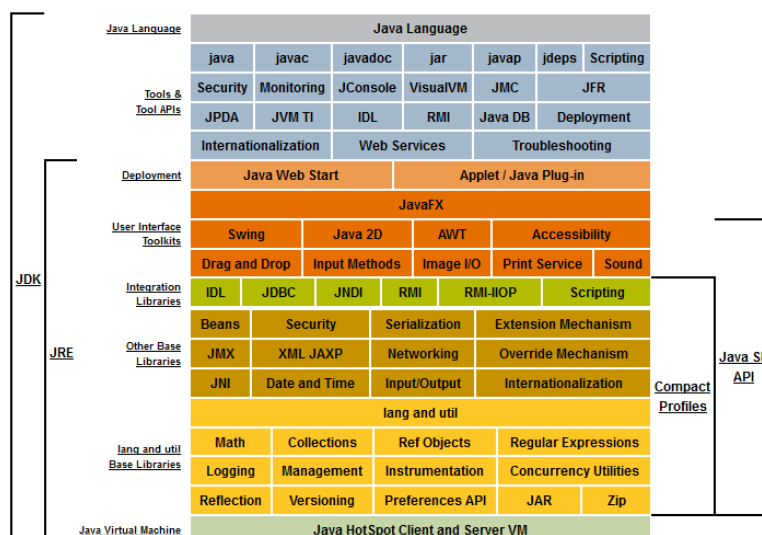 Java Language Java Language
java javac javadoc jar javap jdeps Scripting
Security Monitoring JConsole VisualVM JMC JFR
Tools &
Tool APIs
JPDA JVM TI IDL RMI Java DB Deployment
Internationalization Web Services Troubleshooting
Deployment Java Web Start Applet / Java Plug-in
JavaFX
User Interface
Toolkits
Swing Java 2D AWT Accessibility
Drag and Drop Input Methods Image I/O Print Service Sound
JDK
Integration
Libraries
IDL JDBC JNDI RMI RMI-IIOP Scripting
Beans Security Serialization Extension Mechanism
JRE
Other Base
Libraries
JMX XML JAXP Networking Override Mechanism
Java S
API
JNI Date and Time Input/Output Internationalization
Compact
Profiles
lang and util
Math Collections Ref Objects Regular Expressions
lang and util
Base Libraries
Logging Management Instrumentation Concurrency Utilities
Reflection Versioning Preferences API JAR Zip
Java Virtual Machine Java HotSpot Client and Server VM